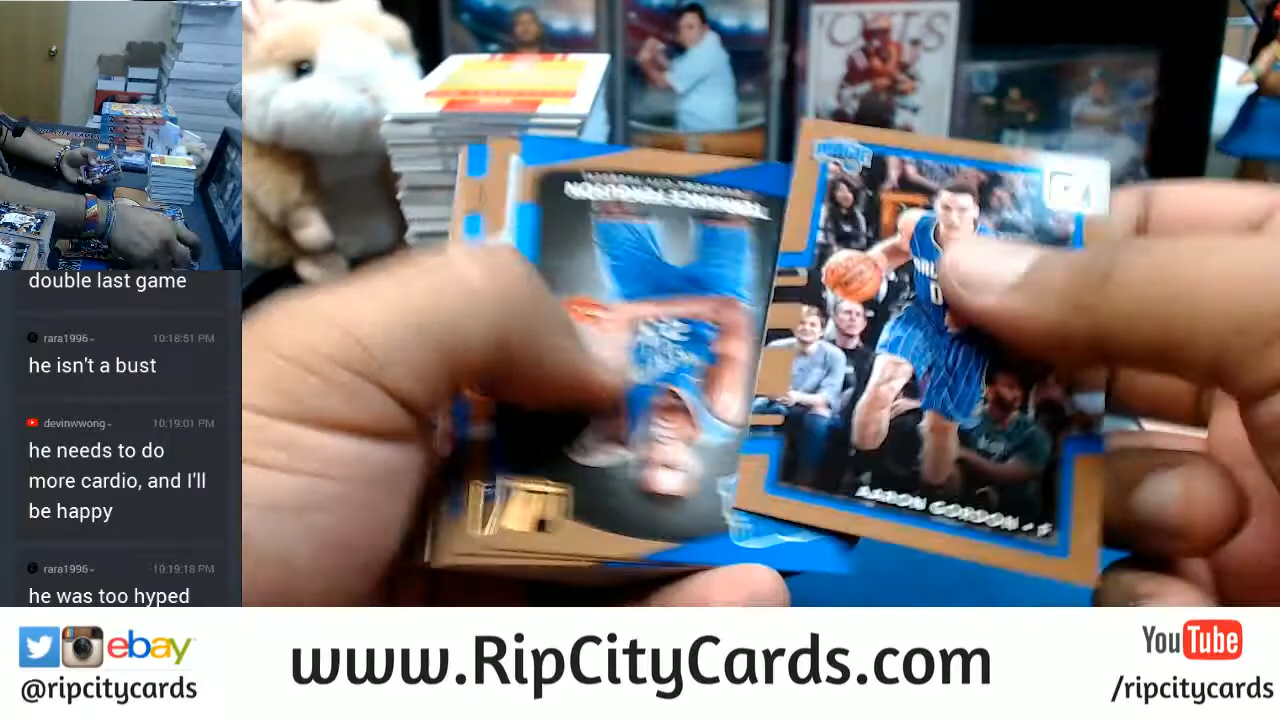 double last game
rara1996
10:18:51 PM
he isn't a bust
devinwwong
10:19:01 PM
he needs to do
more cardio, and I'll
be happy
rara1996
10:19:18 PM
he was too hyped
MAGIC
AARON GORDON • F
ebay
@ripcitycards
www.RipCityCards.com
YouTube
/ripcitycards